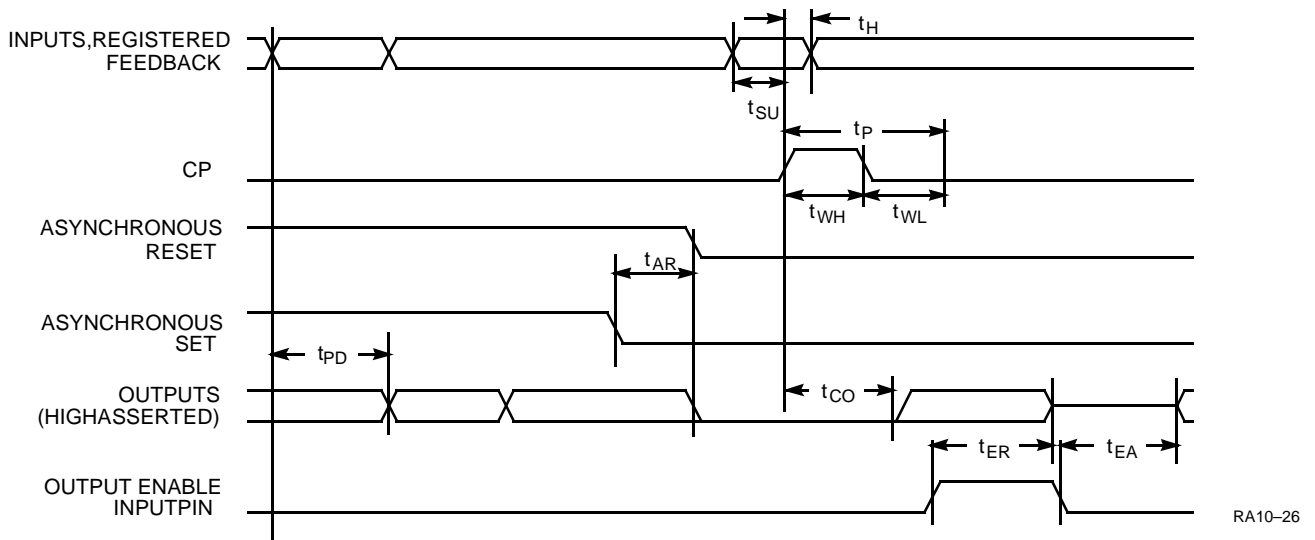 INPUTS,REGISTERED
FEEDBACK
tH
tSU
tP
CP
tWH
tWL
ASYNCHRONOUS
RESET
tAR
ASYNCHRONOUS
SET
tPD
OUTPUTS
(HIGHASSERTED)
tCO
tER
tEA
OUTPUT ENABLE
INPUTPIN
RA10–26